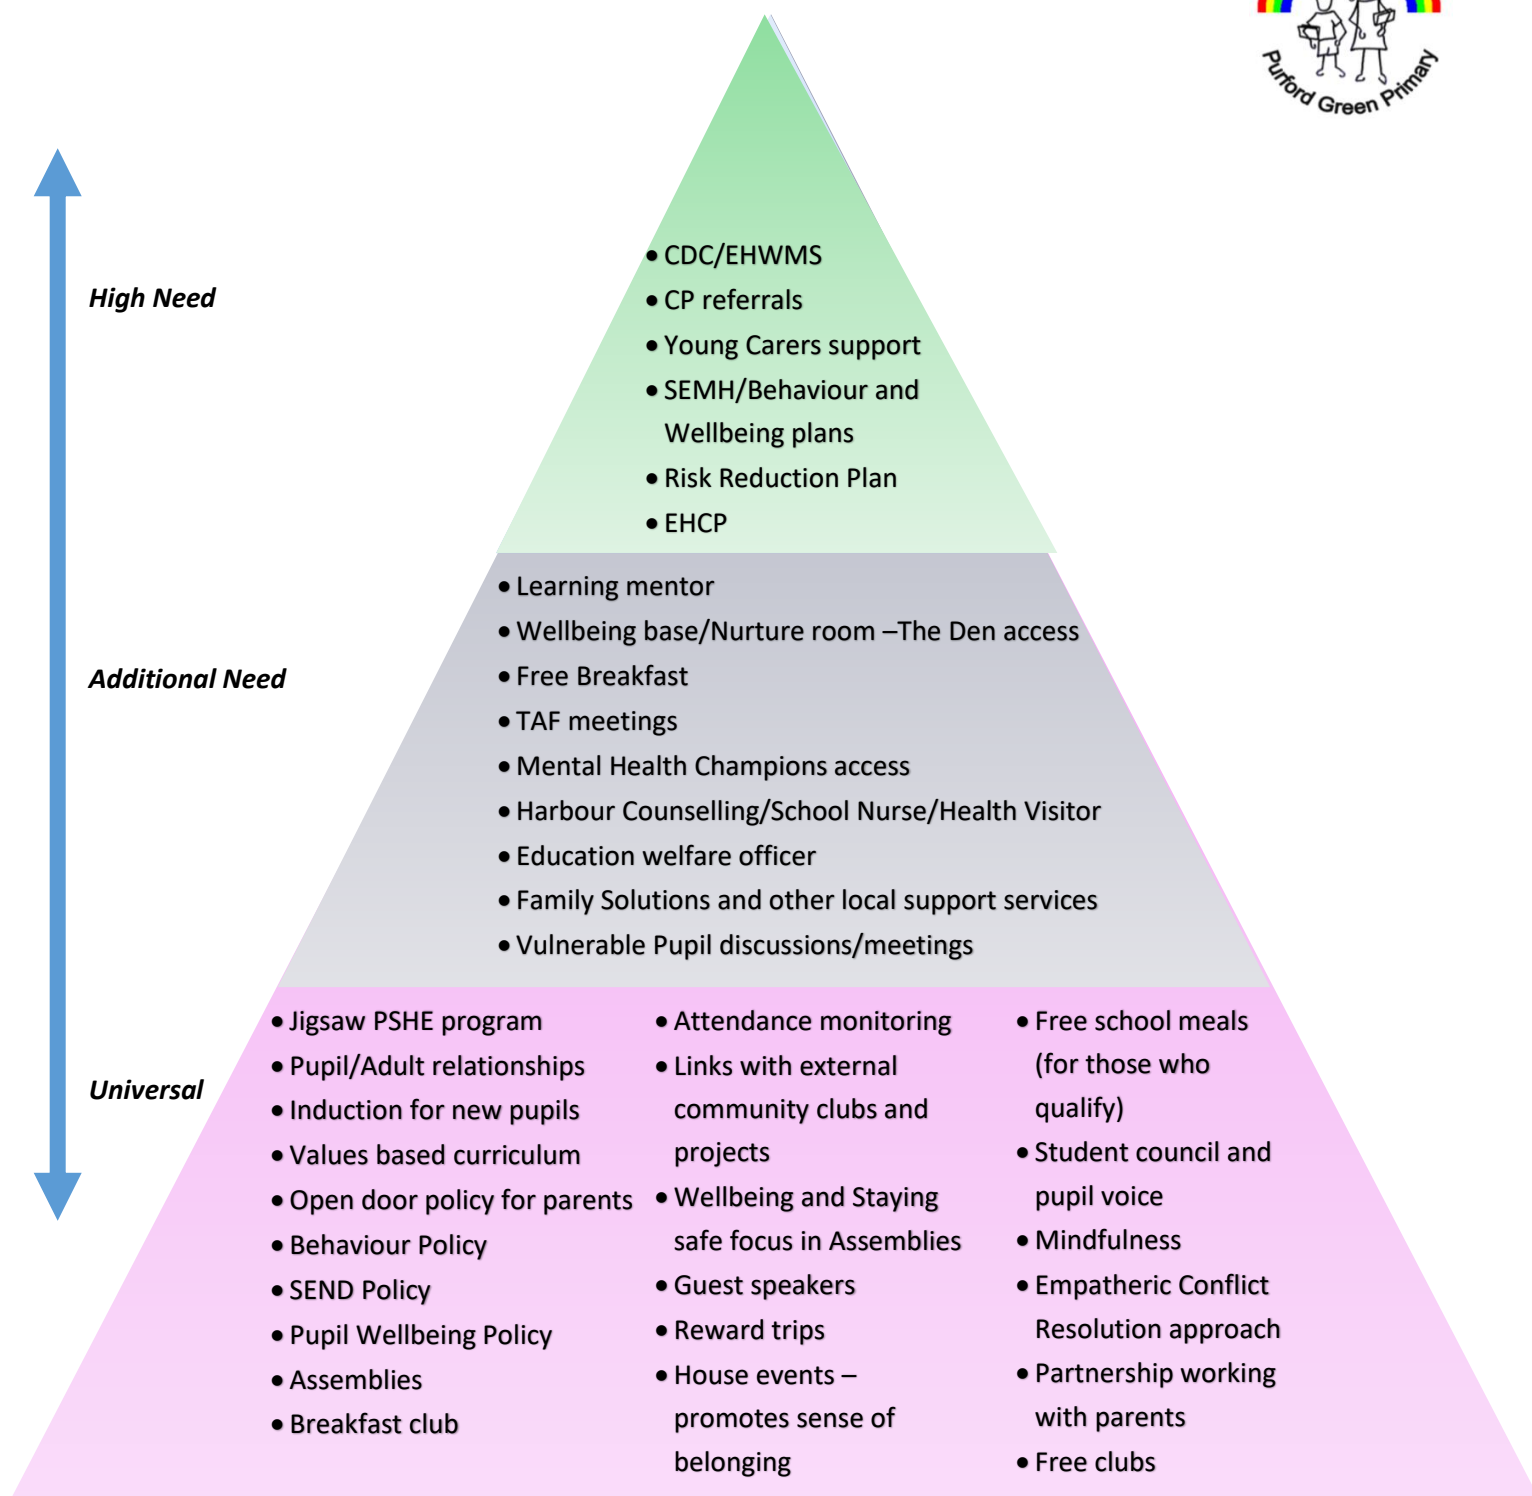 Purford Green Primary
High Need
• CDC/EHWMS
• CP referrals
• Young Carers support
• SEMH/Behaviour and
Wellbeing plans
• Risk Reduction Plan
• EHCP
Additional Need
• Learning mentor
• Wellbeing base/Nurture room –The Den access
• Free Breakfast
• TAF meetings
• Mental Health Champions access
• Harbour Counselling/School Nurse/Health Visitor
• Education welfare officer
• Family Solutions and other local support services
• Vulnerable Pupil discussions/meetings
Universal
• Jigsaw PSHE program
• Pupil/Adult relationships
• Induction for new pupils
• Values based curriculum
• Open door policy for parents
• Behaviour Policy
• SEND Policy
• Pupil Wellbeing Policy
• Assemblies
• Breakfast club
• Attendance monitoring
• Links with external
community clubs and
projects
• Wellbeing and Staying
safe focus in Assemblies
• Guest speakers
• Reward trips
• House events –
promotes sense of
belonging
• Free school meals
(for those who
qualify)
• Student council and
pupil voice
• Mindfulness
• Empatheric Conflict
Resolution approach
• Partnership working
with parents
• Free clubs